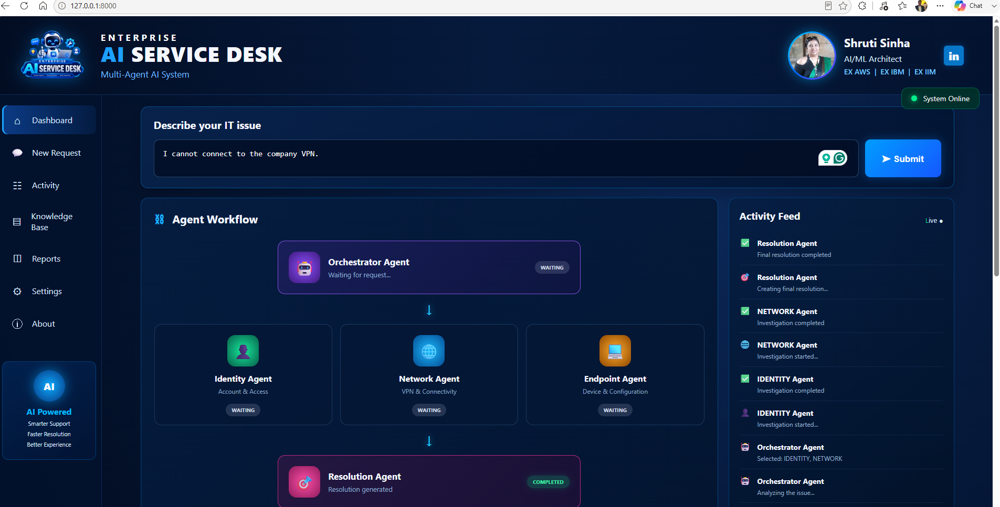 127.0.0.1:8000
Chat
ENTERPRISE
AI SERVICE DESK
ENTERPRISE
AI SERVICE DESK
Multi-Agent AI System
Shruti Sinha
AI/ML Architect
EX AWS | EX IBM | EX IIM
in
System Online
Dashboard
New Request
Activity
Knowledge
Base
Reports
Settings
About
AI
AI Powered
Smarter Support
Faster Resolution
Better Experience
Describe your IT issue
I cannot connect to the company VPN.
Submit
Agent Workflow
Orchestrator Agent
Waiting for request...
WAITING
Identity Agent
Account & Access
WAITING
Network Agent
VPN & Connectivity
WAITING
Endpoint Agent
Device & Configuration
WAITING
Resolution Agent
Resolution generated
COMPLETED
Activity Feed
Live
Resolution Agent
Final resolution completed
Resolution Agent
Creating final resolution...
NETWORK Agent
Investigation completed
NETWORK Agent
Investigation started...
IDENTITY Agent
Investigation completed
IDENTITY Agent
Investigation started...
Orchestrator Agent
Selected: IDENTITY, NETWORK
Orchestrator Agent
Analyzing the issue...